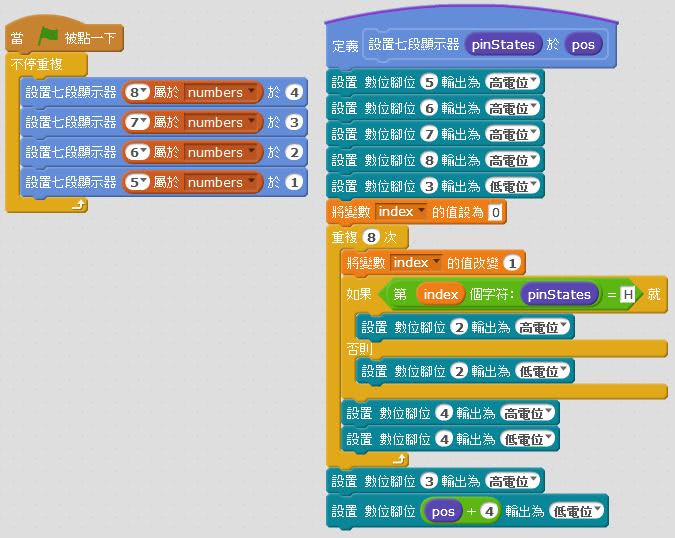 當 被點一下
不停重複
設置七段顯示器 8 屬於 numbers 於 4
設置七段顯示器 7 屬於 numbers 於 3
設置七段顯示器 6 屬於 numbers 於 2
設置七段顯示器 5 屬於 numbers 於 1
定義 設置七段顯示器 pinStates 於 pos
設置 數位腳位 5 輸出為 高電位
設置 數位腳位 6 輸出為 高電位
設置 數位腳位 7 輸出為 高電位
設置 數位腳位 8 輸出為 高電位
設置 數位腳位 3 輸出為 低電位
將變數 index 的值設為 0
重複 8 次
將變數 index 的值改變 1
如果 第 index 個字符: pinStates = H 就
設置 數位腳位 2 輸出為 高電位
否則
設置 數位腳位 2 輸出為 低電位
設置 數位腳位 4 輸出為 高電位
設置 數位腳位 4 輸出為 低電位
設置 數位腳位 3 輸出為 高電位
設置 數位腳位 pos + 4 輸出為 低電位